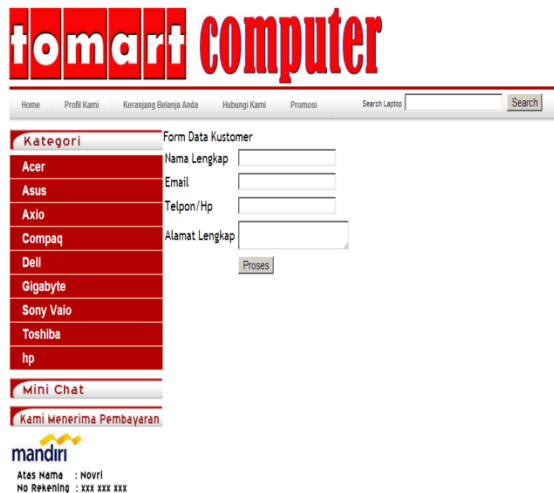 tomart computer
Home Profil Kami Keranjang Belanja Anda Hubungi Kami Promosi Search Laptop Search
Kategori
Acer
Asus
Axio
Compaq
Dell
Gigabyte
Sony Vaio
Toshiba
hp
Mini Chat
Kami Menerima Pembayaran
mandiri
Atas Nama : Novri
No Rekening : xxx xxx xxx
Form Data Kustomer
Nama Lengkap
Email
Telpon/Hp
Alamat Lengkap
Proses